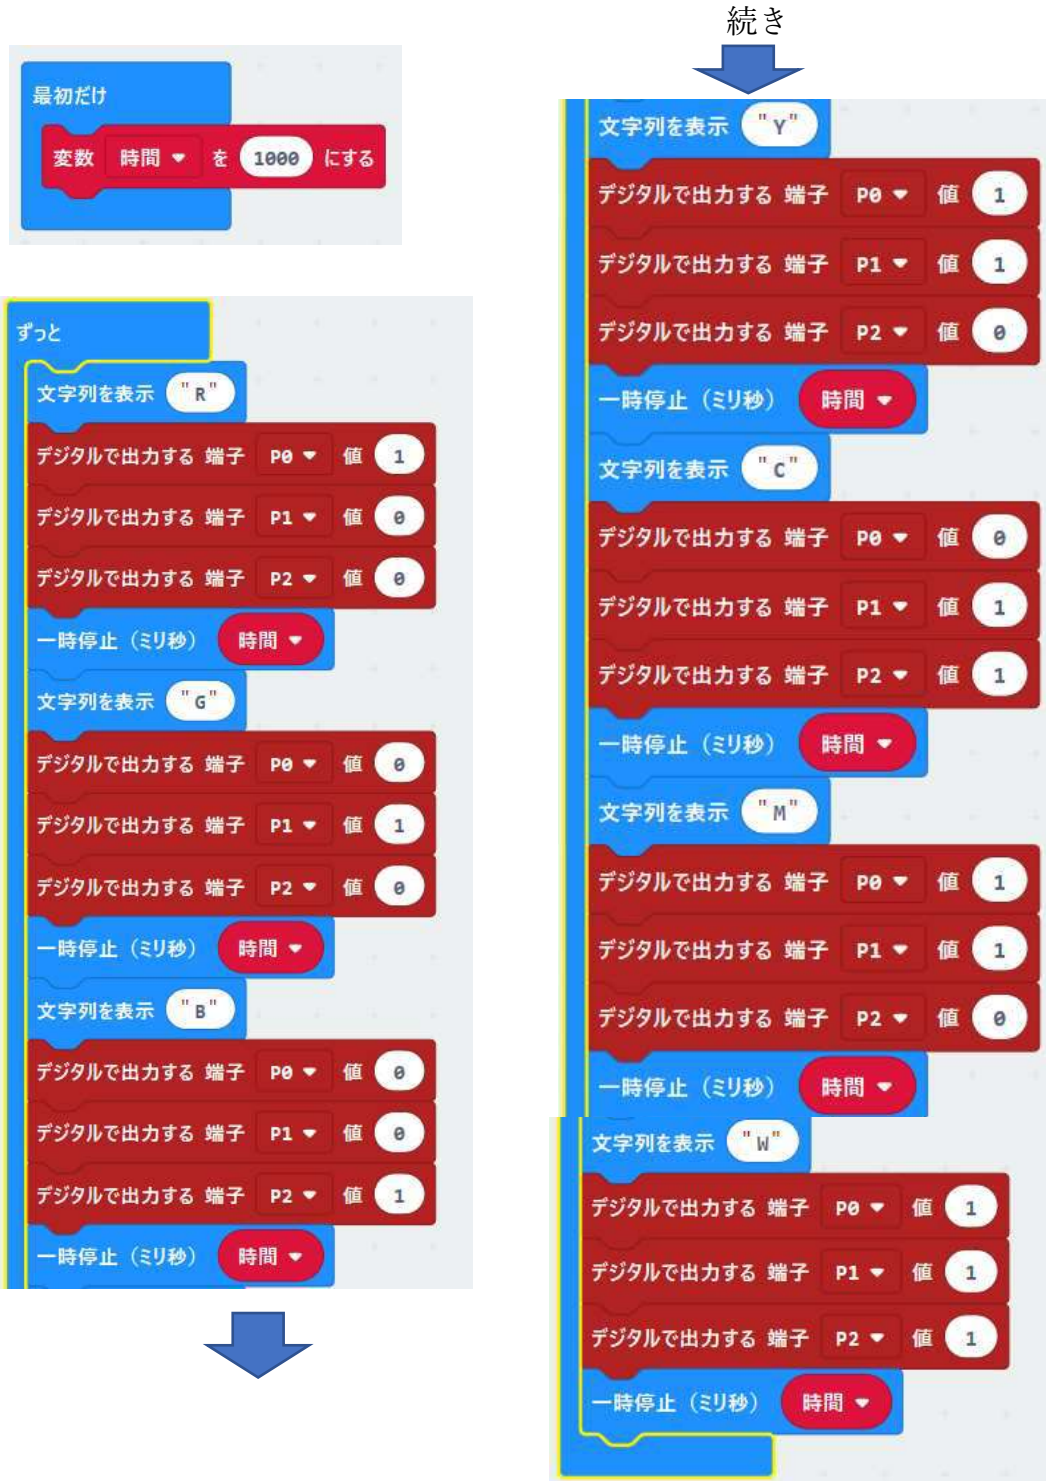 最初だけ
変数 時間 を 1000 にする
ずっと
文字列を表示 "R"
デジタルで出力する 端子 P0 値 1
デジタルで出力する 端子 P1 値 0
デジタルで出力する 端子 P2 値 0
一時停止（ミリ秒） 時間
文字列を表示 "G"
デジタルで出力する 端子 P0 値 0
デジタルで出力する 端子 P1 値 1
デジタルで出力する 端子 P2 値 0
一時停止（ミリ秒） 時間
文字列を表示 "B"
デジタルで出力する 端子 P0 値 0
デジタルで出力する 端子 P1 値 0
デジタルで出力する 端子 P2 値 1
一時停止（ミリ秒） 時間
続き
文字列を表示 "Y"
デジタルで出力する 端子 P0 値 1
デジタルで出力する 端子 P1 値 1
デジタルで出力する 端子 P2 値 0
一時停止（ミリ秒） 時間
文字列を表示 "C"
デジタルで出力する 端子 P0 値 0
デジタルで出力する 端子 P1 値 1
デジタルで出力する 端子 P2 値 1
一時停止（ミリ秒） 時間
文字列を表示 "M"
デジタルで出力する 端子 P0 値 1
デジタルで出力する 端子 P1 値 1
デジタルで出力する 端子 P2 値 0
一時停止（ミリ秒） 時間
文字列を表示 "W"
デジタルで出力する 端子 P0 値 1
デジタルで出力する 端子 P1 値 1
デジタルで出力する 端子 P2 値 1
一時停止（ミリ秒） 時間